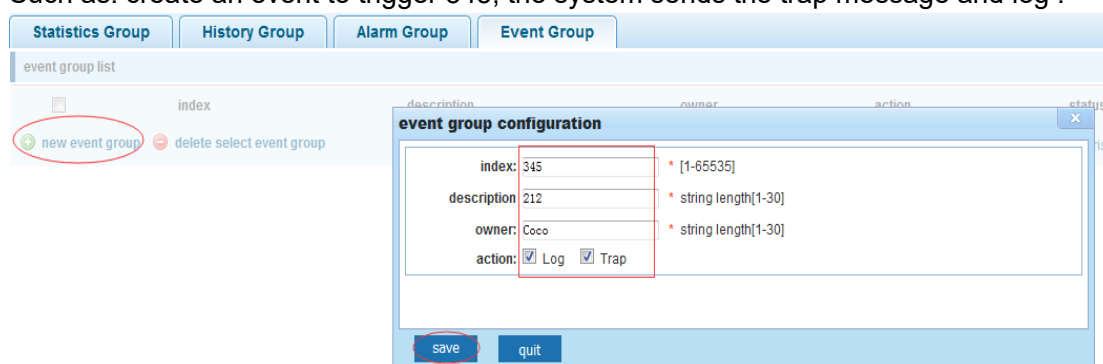 Such as: create an event to trigger 345, the system sends the trap message and log .
Statistics Group History Group Alarm Group Event Group
event group list
index description owner action status
new event group delete select event group
event group configuration x
index: 345 * [1-65535]
description 212 * string length[1-30]
owner: Coco * string length[1-30]
action: Log Trap
save quit